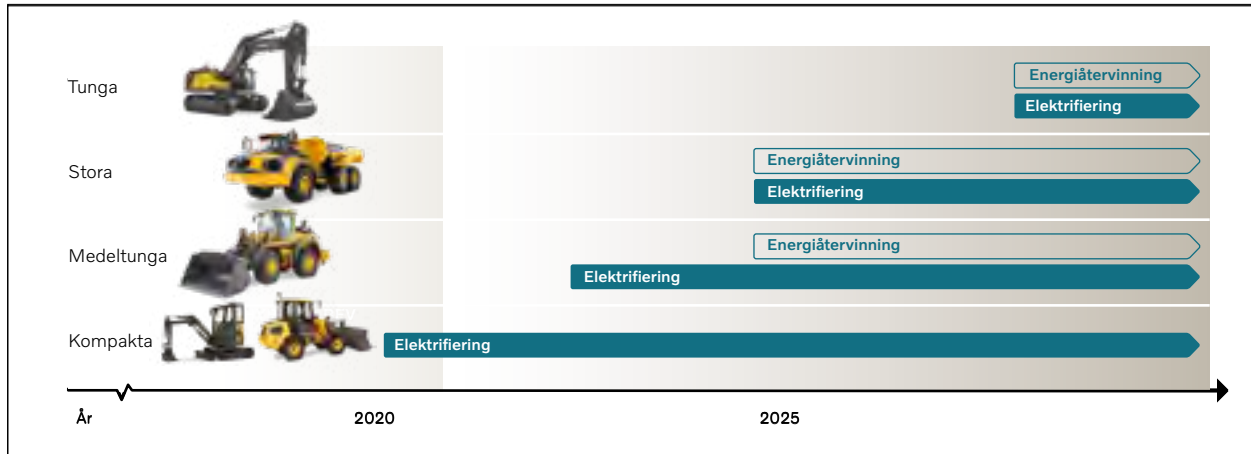 Tunga
Energiåtervinning
Elektrifiering
Stora
Energiåtervinning
Elektrifiering
Medeltunga
Energiåtervinning
Elektrifiering
Kompakta
Elektrifiering
År 2020 2025